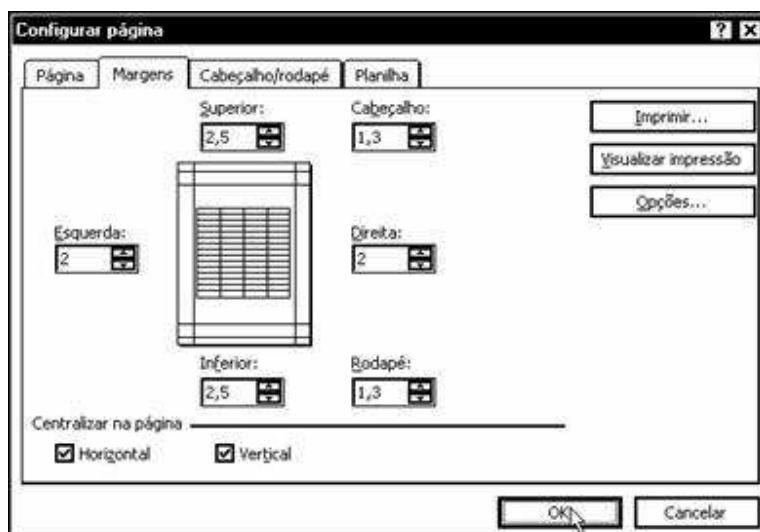 Configurar página
Página Margens Cabeçalho/rodapé Planilha
Superior: Cabeçalho:
2,5 1,3
Imprimir...
Visualizar impressão
Opções...
Esquerda: Direita:
2 2
Inferior: Rodapé:
2,5 1,3
Centralizar na página
Horizontal Vertical
OK Cancelar